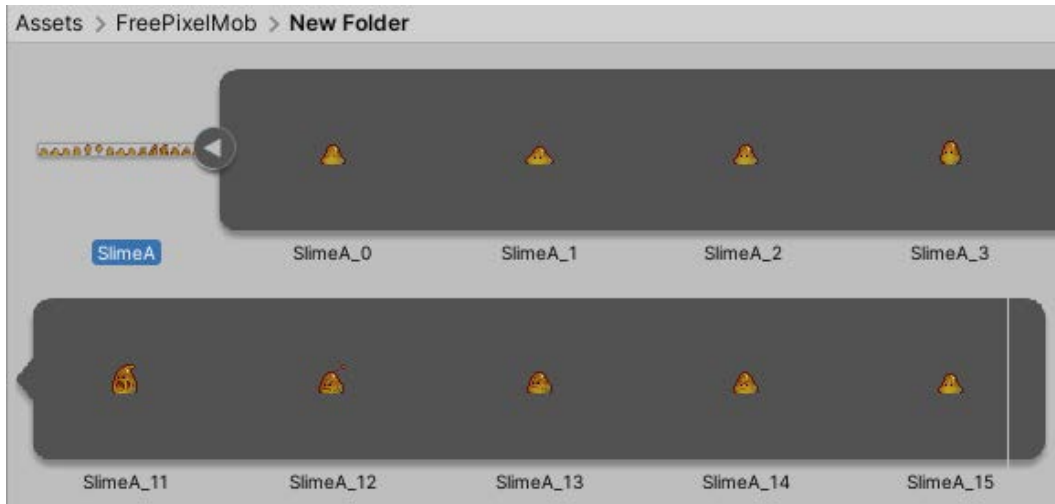 Assets > FreePixelMob > New Folder
SlimeA
SlimeA_0
SlimeA_1
SlimeA_2
SlimeA_3
SlimeA_11
SlimeA_12
SlimeA_13
SlimeA_14
SlimeA_15